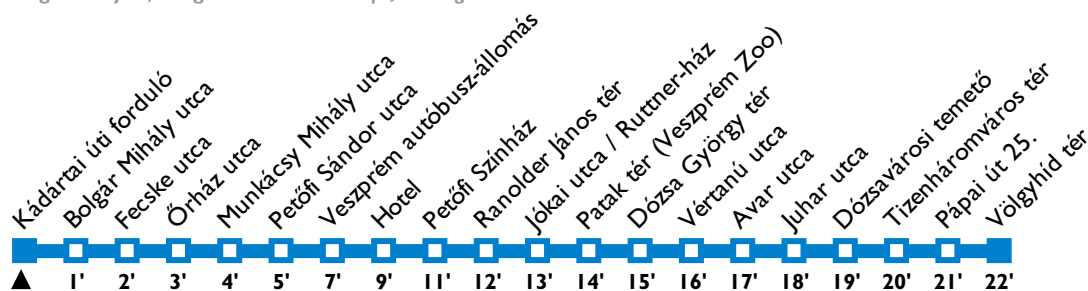 Kádártai úti forduló
Bolgár Mihály utca
Fecske utca
Őrház utca
Munkácsy Mihály utca
Petőfi Sándor utca
Veszprém autóbusz-állomás
Hotel
Petőfi Színház
Ranolder János tér
Jókai utca / Ruttner-ház
Patak tér (Veszprém Zoo)
Dózsa György tér
Vértanú utca
Avar utca
Juhar utca
Dózsavárosi temető
Tizenháromváros tér
Pápai út 25.
Völgyhíd tér
▲ 1' 2' 3' 4' 5' 7' 9' 11' 12' 13' 14' 15' 16' 17' 18' 19' 20' 21' 22'